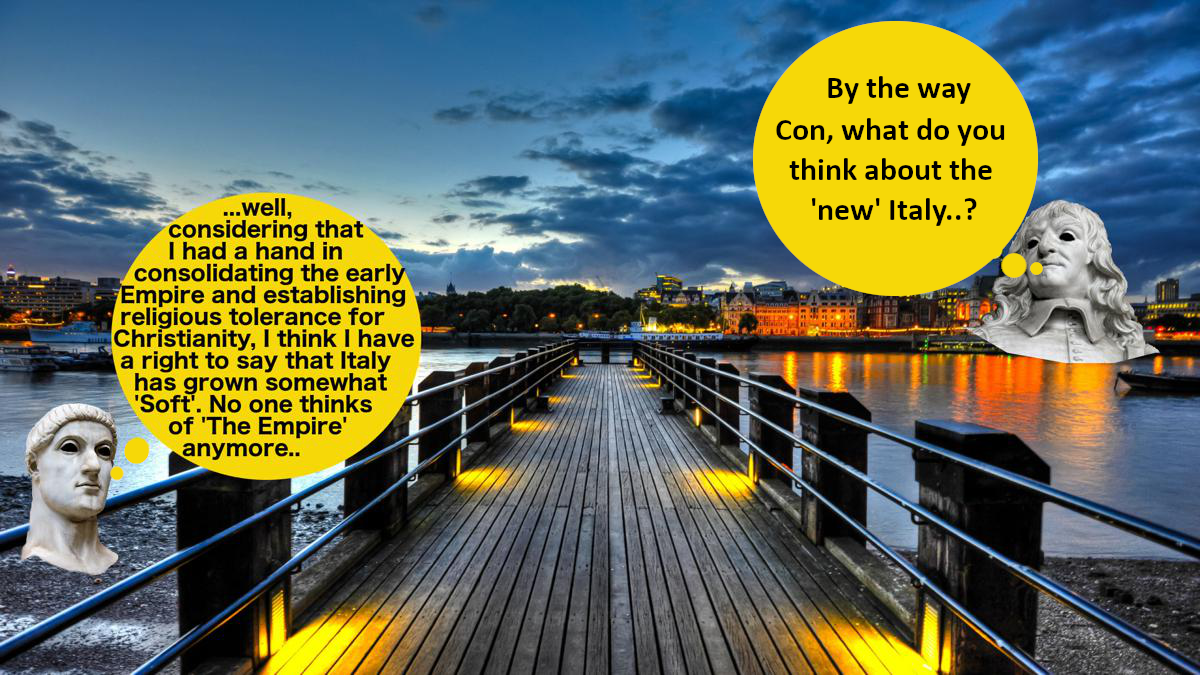 By the way
Con, what do you
think about the
'new' Italy..?
...well,
considering that
I had a hand in
consolidating the early
Empire and establishing
religious tolerance for
Christianity, I think I have
a right to say that Italy
has grown somewhat
'Soft'. No one thinks
of 'The Empire'
anymore..